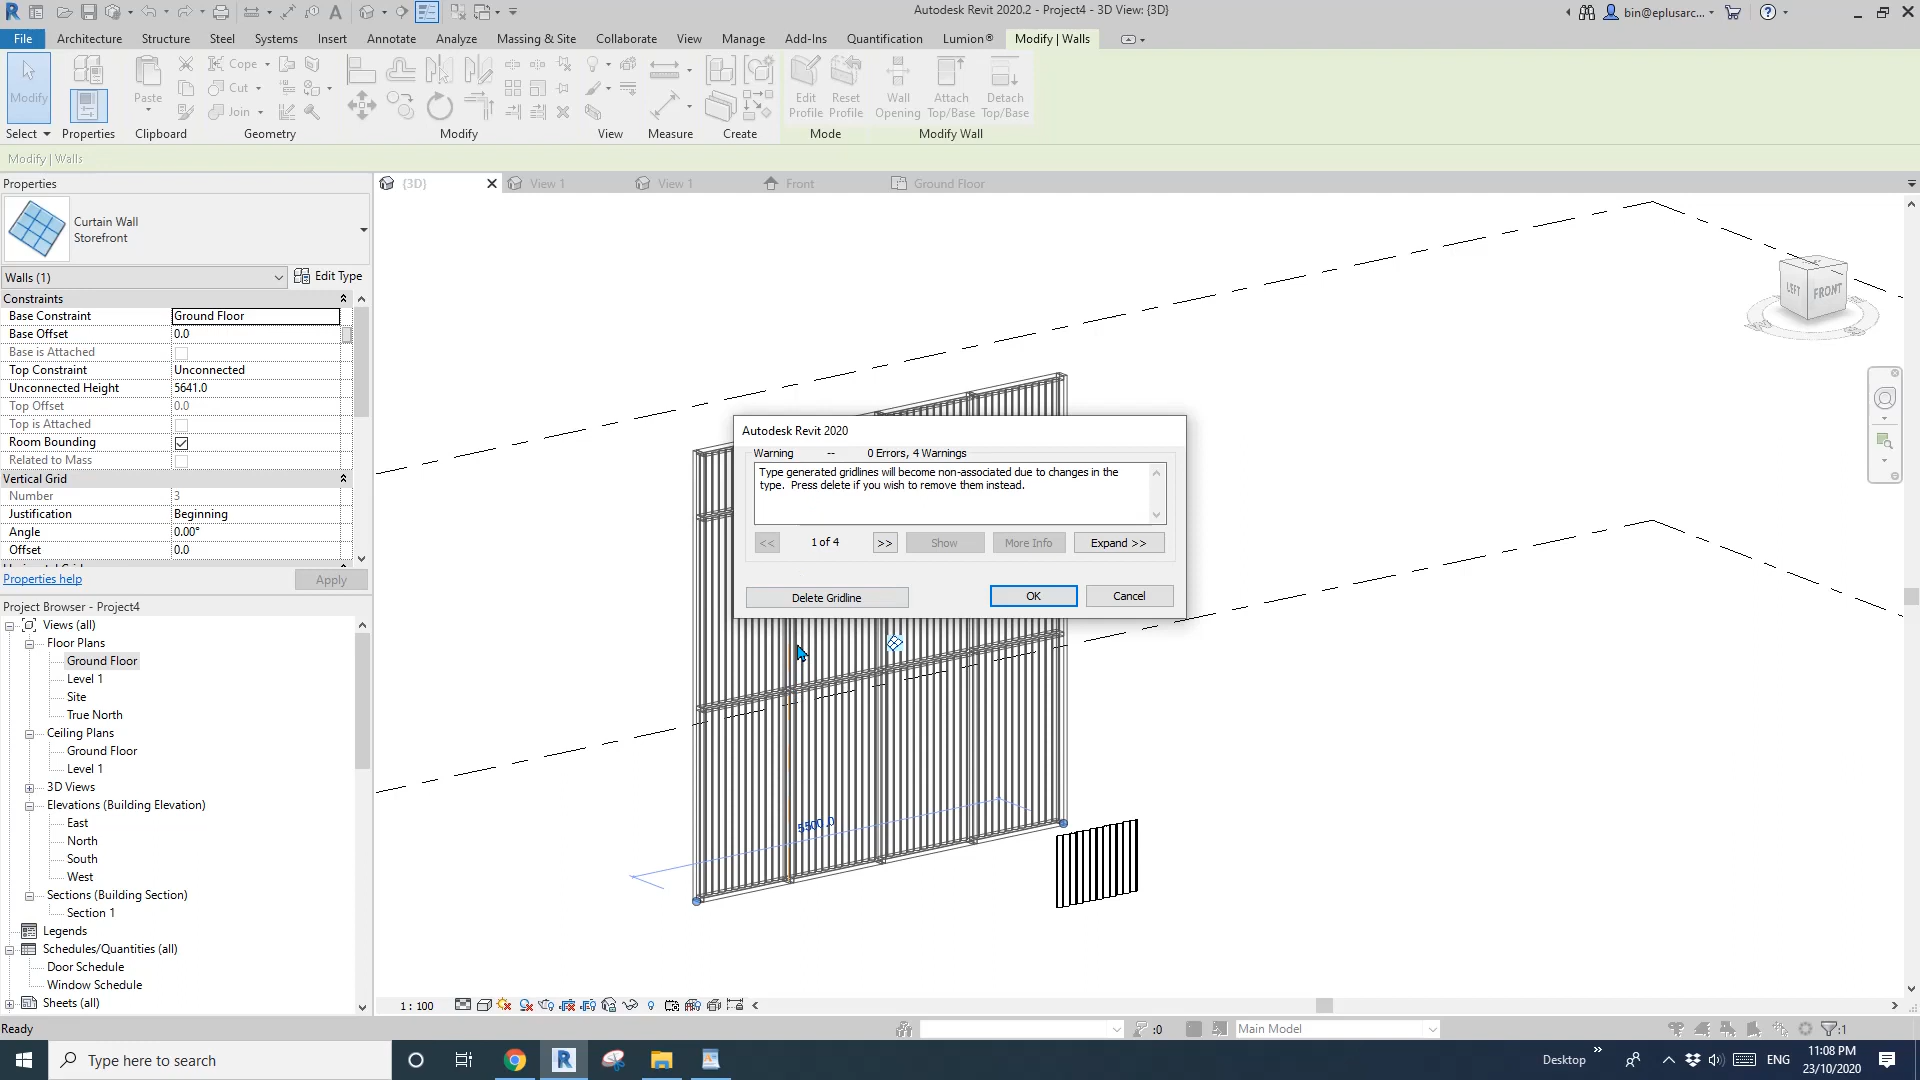 Autodesk Revit 2020.2 - Project4 - 3D View: {3D}
bin@eplusarc...
File Architecture Structure Steel Systems Insert Annotate Analyze Massing & Site Collaborate View Manage Add-Ins Quantification Lumion® Modify | Walls
Modify
Paste
Cope
Cut
Join
Edit Profile
Reset Profile
Wall Opening
Attach Top/Base
Detach Top/Base
Select Properties Clipboard Geometry Modify View Measure Create Mode Modify Wall
Modify | Walls
Properties
{3D} View 1 View 1 Front Ground Floor
Curtain Wall
Storefront
Walls (1) Edit Type
Constraints
Base Constraint Ground Floor
Base Offset 0.0
Base is Attached
Top Constraint Unconnected
Unconnected Height 5641.0
Top Offset 0.0
Top is Attached
Room Bounding
Related to Mass
Vertical Grid
Number 3
Justification Beginning
Angle 0.00°
Offset 0.0
Properties help Apply
Project Browser - Project4
Views (all)
Floor Plans
Ground Floor
Level 1
Site
True North
Ceiling Plans
Ground Floor
Level 1
3D Views
Elevations (Building Elevation)
East
North
South
West
Sections (Building Section)
Section 1
Legends
Schedules/Quantities (all)
Door Schedule
Window Schedule
Sheets (all)
LEFT FRONT
Autodesk Revit 2020
Warning -- 0 Errors, 4 Warnings
Type generated gridlines will become non-associated due to changes in the
type. Press delete if you wish to remove them instead.
<< 1 of 4 >> Show More Info Expand >>
Delete Gridline OK Cancel
5500.0
1 : 100
Ready
:0
Main Model
:1
Type here to search
Desktop
ENG
11:08 PM
23/10/2020